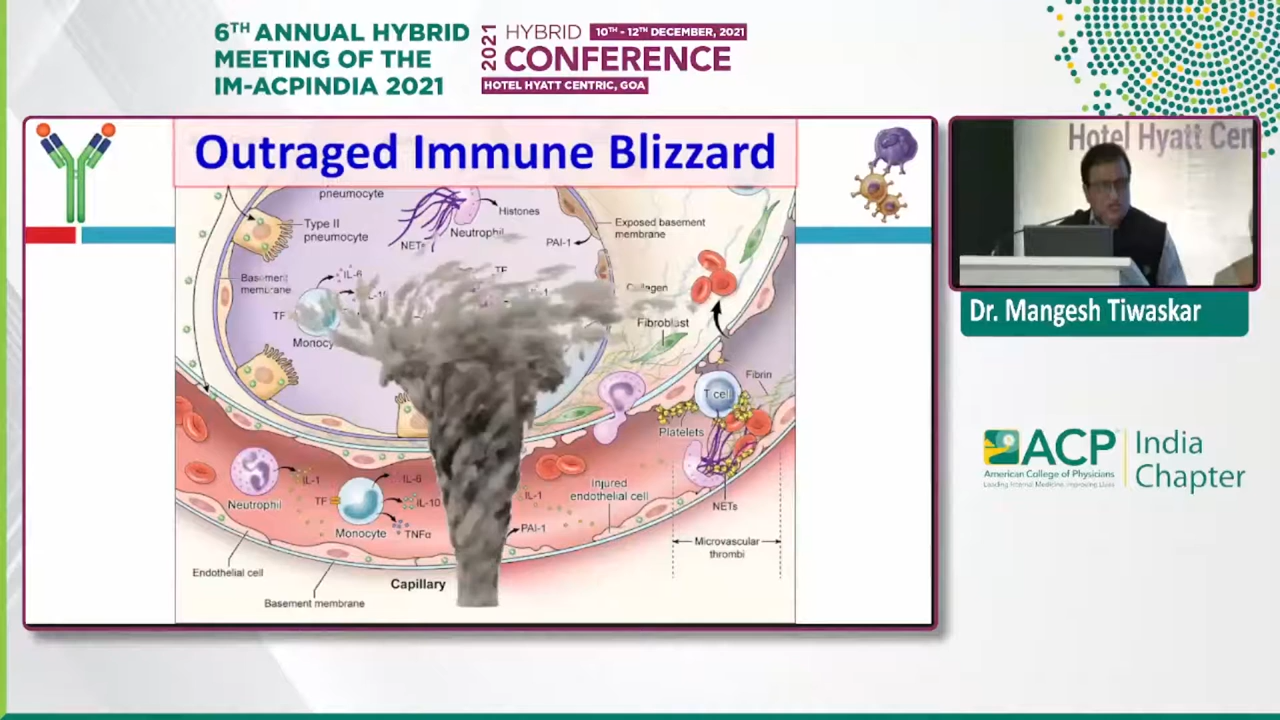 6TH ANNUAL HYBRID
MEETING OF THE
IM-ACPINDIA 2021
2021
HYBRID
10TH - 12TH DECEMBER, 2021
CONFERENCE
HOTEL HYATT CENTRIC, GOA
Outraged Immune Blizzard
pneumocyte
Type II
pneumocyte
NETs
Neutrophil
Histones
PAI-1
Exposed basement
membrane
Basement
membrane
IL-6
TF
TF
Fibroblast
Fibrin
T cell
Platelets
Neutrophil
IL-1
TF
IL-6
IL-10
Monocyte
TNFα
IL-1
PAI-1
Injured
endothelial cell
NETs
Microvascular
thrombi
Endothelial cell
Capillary
Basement membrane
Hotel Hyatt Cen
Dr. Mangesh Tiwaskar
ACP
American College of Physicians
Leading Internal Medicine, Improving Lives
India
Chapter